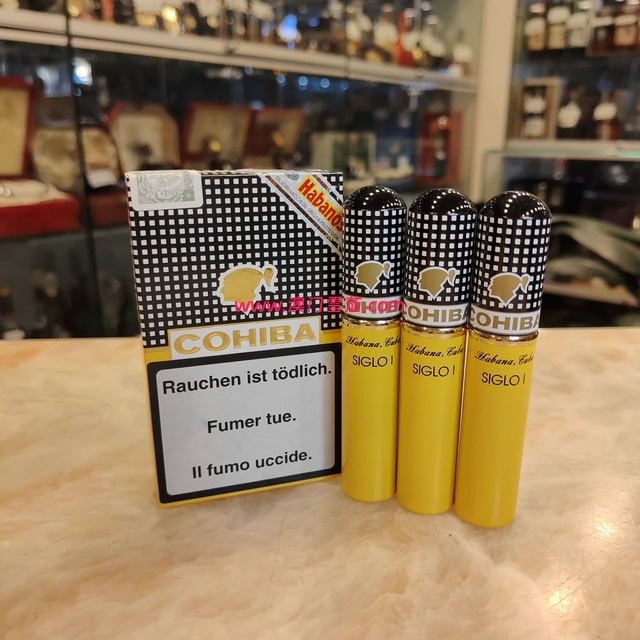 Habanos
COHIBA
Rauchen ist tödlich.
Fumer tue.
Il fumo uccide.
COHIBA
Habana, Cuba
SIGLO I
COHIBA
Habana, Cuba
SIGLO I
COHIBA
Habana, Cuba
SIGLO I
www.澳门雪茄.com